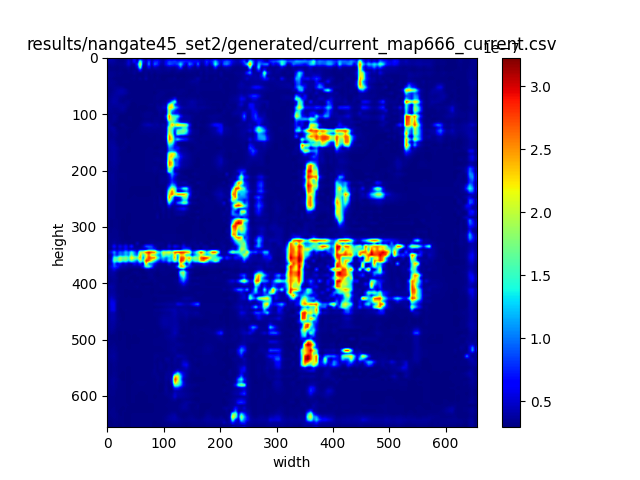 results/nangate45_set2/generated/current_map666_current.csv
1e−7
0
100
200
300
400
500
600
height
0 100 200 300 400 500 600
width
3.0
2.5
2.0
1.5
1.0
0.5